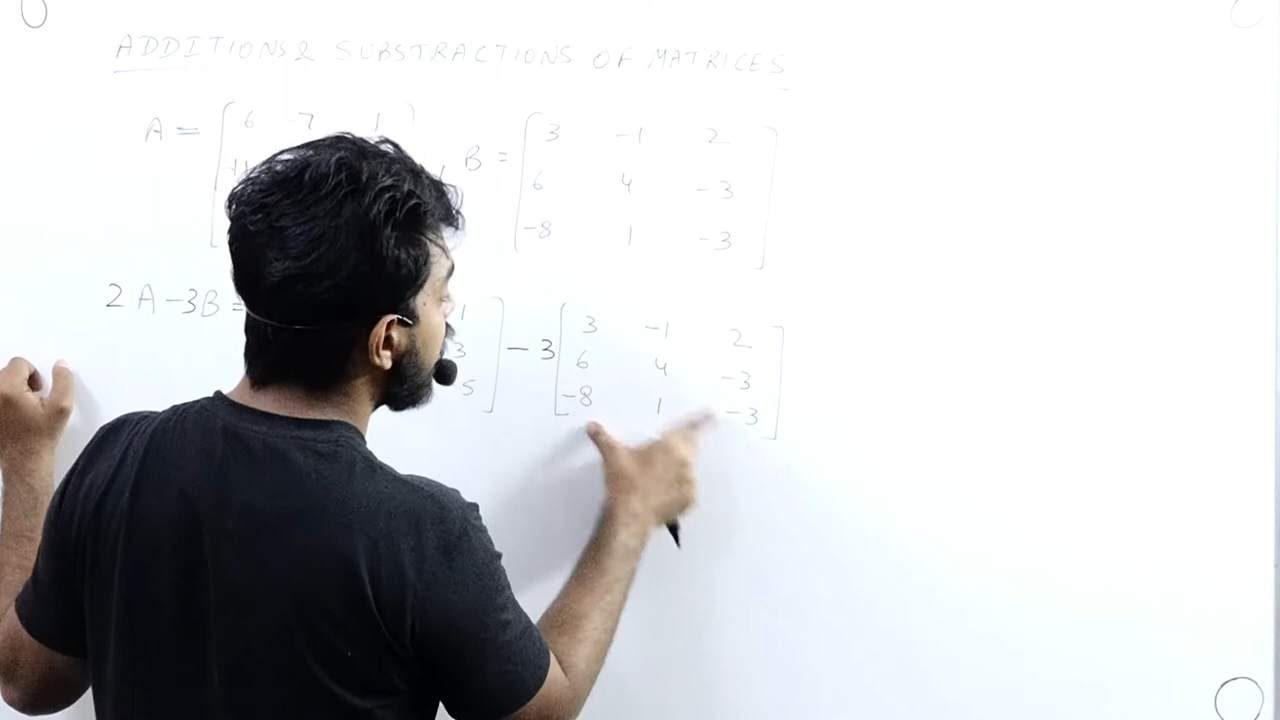 ADDITIONS & SUBSTRACTIONS OF MATRICES
A = [ 6 -7 1
B = [ 3 -1 2 ]
6 4 -3
-8 1 -3
2A-3B =
1
3
5 ] - 3 [ 3 -1 2 ]
6 4 -3
-8 1 -3